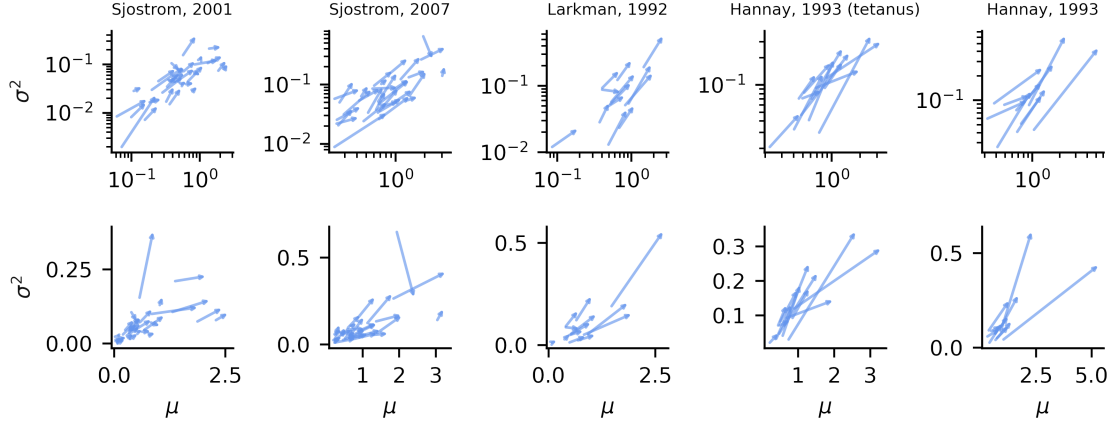 Sjostrom, 2001 Sjostrom, 2007 Larkman, 1992 Hannay, 1993 (tetanus) Hannay, 1993
σ²
10⁻¹ 10⁻¹ 10⁻¹ 10⁻¹ 10⁻¹
10⁻² 10⁻² 10⁻²
10⁻¹ 10⁰ 10⁰ 10⁻¹ 10⁰ 10⁰ 10⁰
σ²
0.25 0.5 0.5 0.3 0.5
0.2
0.1
0.00 0.0 0.0 0.0
0.0 2.5 1 2 3 0.0 2.5 1 2 3 2.5 5.0
μ μ μ μ μ